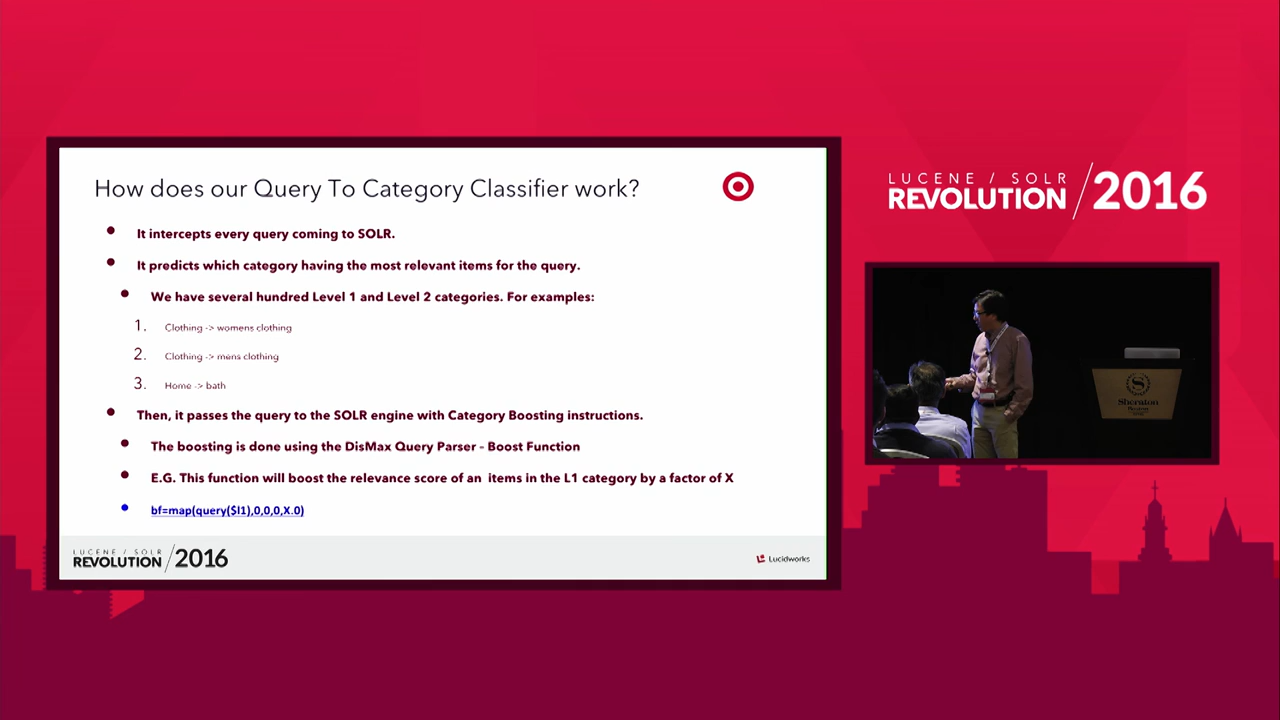 How does our Query To Category Classifier work?
• It intercepts every query coming to SOLR.
• It predicts which category having the most relevant items for the query.
• We have several hundred Level 1 and Level 2 categories. For examples:
1. Clothing -> womens clothing
2. Clothing -> mens clothing
3. Home -> bath
• Then, it passes the query to the SOLR engine with Category Boosting instructions.
• The boosting is done using the DisMax Query Parser – Boost Function
• E.G. This function will boost the relevance score of an items in the L1 category by a factor of X
• bf=map(query($l1),0,0,0,X.0)
LUCENE / SOLR
REVOLUTION / 2016
Lucidworks
LUCENE / SOLR
REVOLUTION / 2016
Sheraton